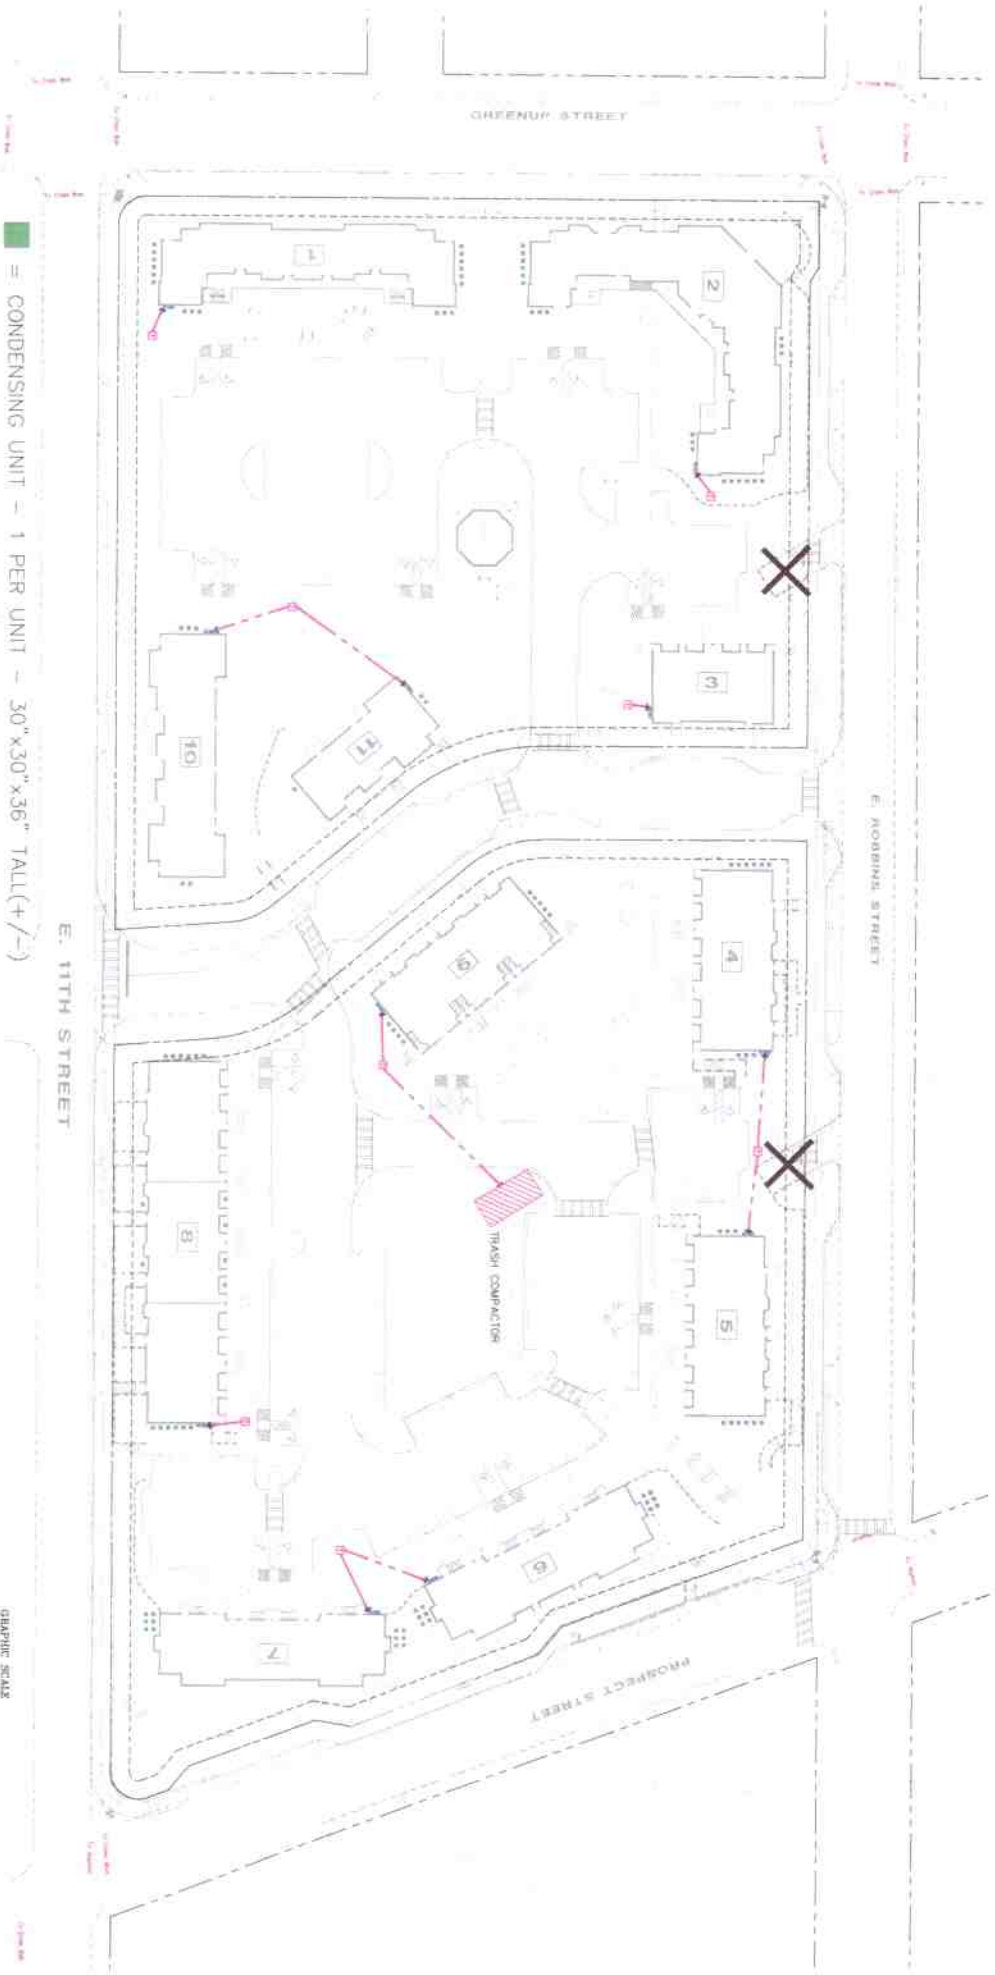 GREENUP STREET
E. ROBBINS STREET
1
2
3
10
11
4
9
8
5
TRASH COMPACTOR
6
7
PROSPECT STREET
E. 11TH STREET
= CONDENSING UNIT - 1 PER UNIT - 30"x30"x36" TALL(+/-)
GRAPHIC SCALE